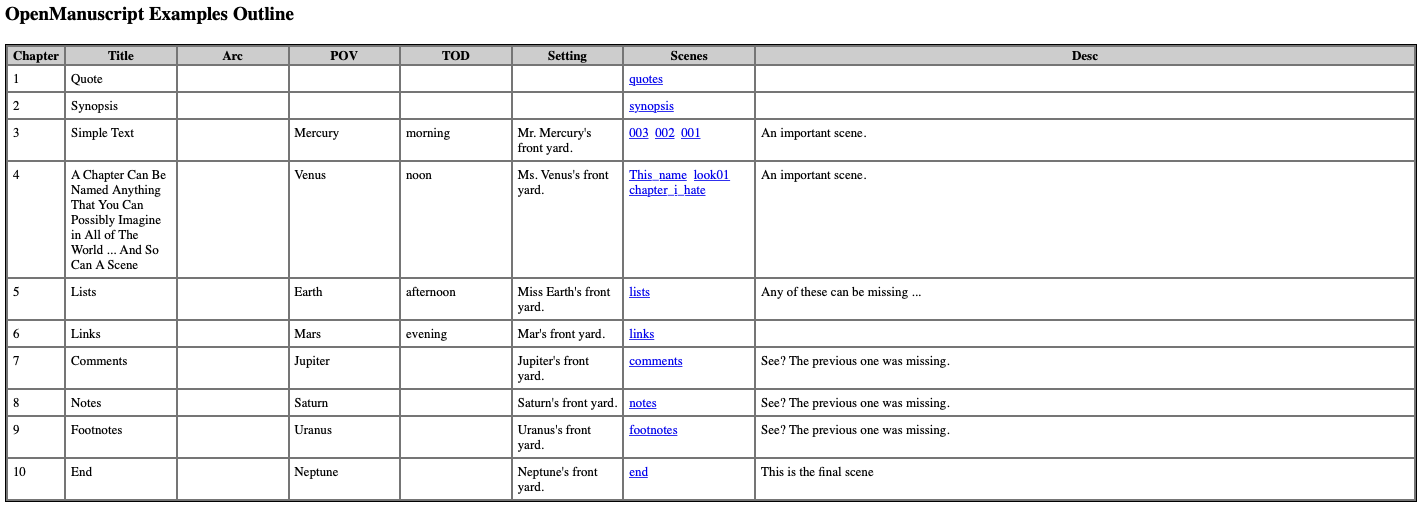 OpenManuscript Examples Outline
Chapter Title Arc POV TOD Setting Scenes Desc
1 Quote quotes
2 Synopsis synopsis
3 Simple Text Mercury morning Mr. Mercury's 003 002 001 An important scene.
front yard.
4 A Chapter Can Be Venus noon Ms. Venus's front This_name look01 An important scene.
Named Anything yard. chapter_i_hate
That You Can
Possibly Imagine
in All of The
World ... And So
Can A Scene
5 Lists Earth afternoon Miss Earth's front lists Any of these can be missing ...
yard.
6 Links Mars evening Mar's front yard. links
7 Comments Jupiter Jupiter's front comments See? The previous one was missing.
yard.
8 Notes Saturn Saturn's front yard. notes See? The previous one was missing.
9 Footnotes Uranus Uranus's front footnotes See? The previous one was missing.
yard.
10 End Neptune Neptune's front end This is the final scene
yard.